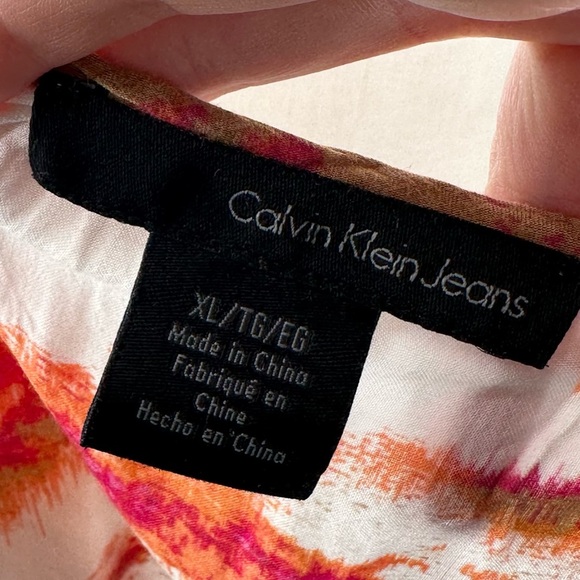 Calvin Klein Jeans
XL/TG/EG
Made in China
Fabriqué en
Chine
Hecho en China